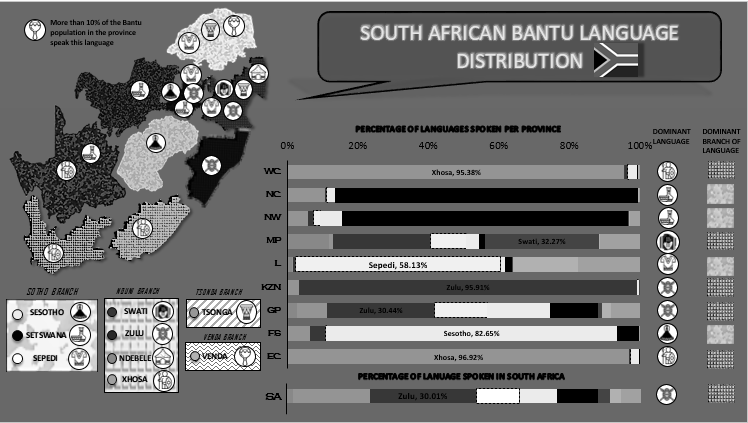 More than 10% of the Bantu
population in the province
speak this language
SOUTH AFRICAN BANTU LANGUAGE
DISTRIBUTION
PERCENTAGE OF LANGUAGES SPOKEN PER PROVINCE
DOMINANT
LANGUAGE
DOMINANT
BRANCH OF
LANGUAGE
0% 20% 40% 60% 80% 100%
WC Xhosa, 95.38%
NC
NW
MP Swati, 32.27%
L Sepedi, 58.13%
KZN Zulu, 95.91%
GP Zulu, 30.44%
FS Sesotho, 82.65%
EC Xhosa, 96.92%
PERCENTAGE OF LANUAGE SPOKEN IN SOUTH AFRICA
SA Zulu, 30.01%
SOTHO BRANCH
SESOTHO
SETSWANA
SEPEDI
NGUNI BRANCH
SWATI
ZULU
NDEBELE
XHOSA
TSONGA BRANCH
TSONGA
VENDA BRANCH
VENDA